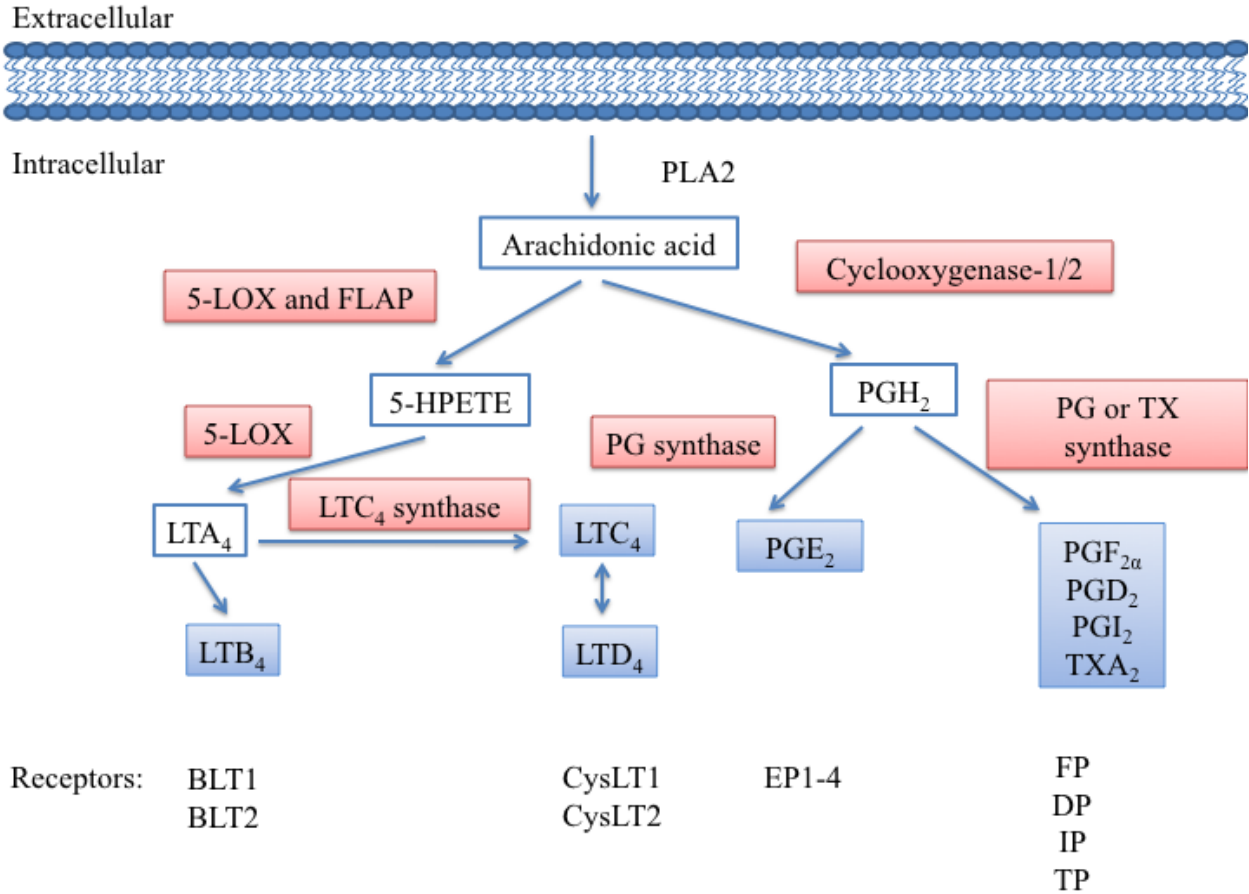 Extracellular
Intracellular
PLA2
Arachidonic acid
Cyclooxygenase-1/2
5-LOX and FLAP
5-HPETE
PGH₂
PG or TX
synthase
5-LOX
PG synthase
LTC₄ synthase
LTA₄
LTC₄
PGE₂
PGF₂α
PGD₂
PGI₂
TXA₂
LTB₄
LTD₄
Receptors:
BLT1
BLT2
CysLT1
CysLT2
EP1-4
FP
DP
IP
TP